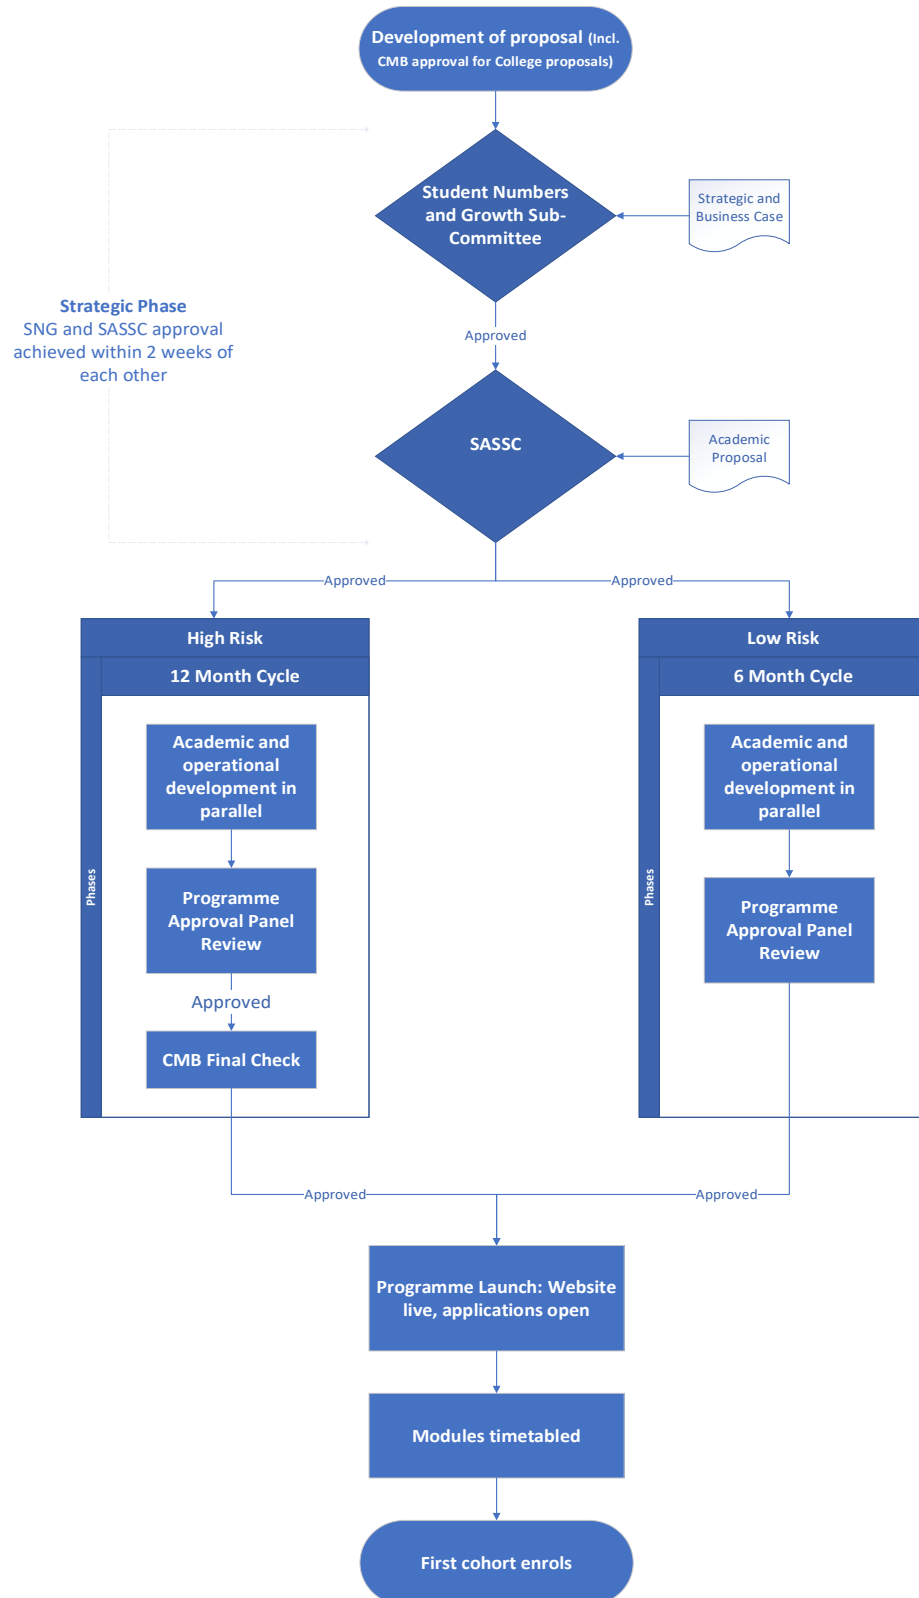 Development of proposal (Incl.
CMB approval for College proposals)
Student Numbers
and Growth Sub-
Committee
Strategic and
Business Case
Strategic Phase
SNG and SASSC approval
achieved within 2 weeks of
each other
Approved
SASSC
Academic
Proposal
Approved
Approved
High Risk
12 Month Cycle
Phases
Academic and
operational
development in
parallel
Programme
Approval Panel
Review
Approved
CMB Final Check
Low Risk
6 Month Cycle
Phases
Academic and
operational
development in
parallel
Programme
Approval Panel
Review
Approved
Approved
Programme Launch: Website
live, applications open
Modules timetabled
First cohort enrols